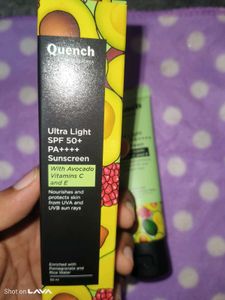 Quench
Ultra Light
SPF 50+
PA++++
Sunscreen
With Avocado
Vitamins C
and E
Nourishes and
protects skin
from UVA and
UVB sun rays
Enriched with
Pomegranate and
Rice Water
Quench
Shot on LAVA